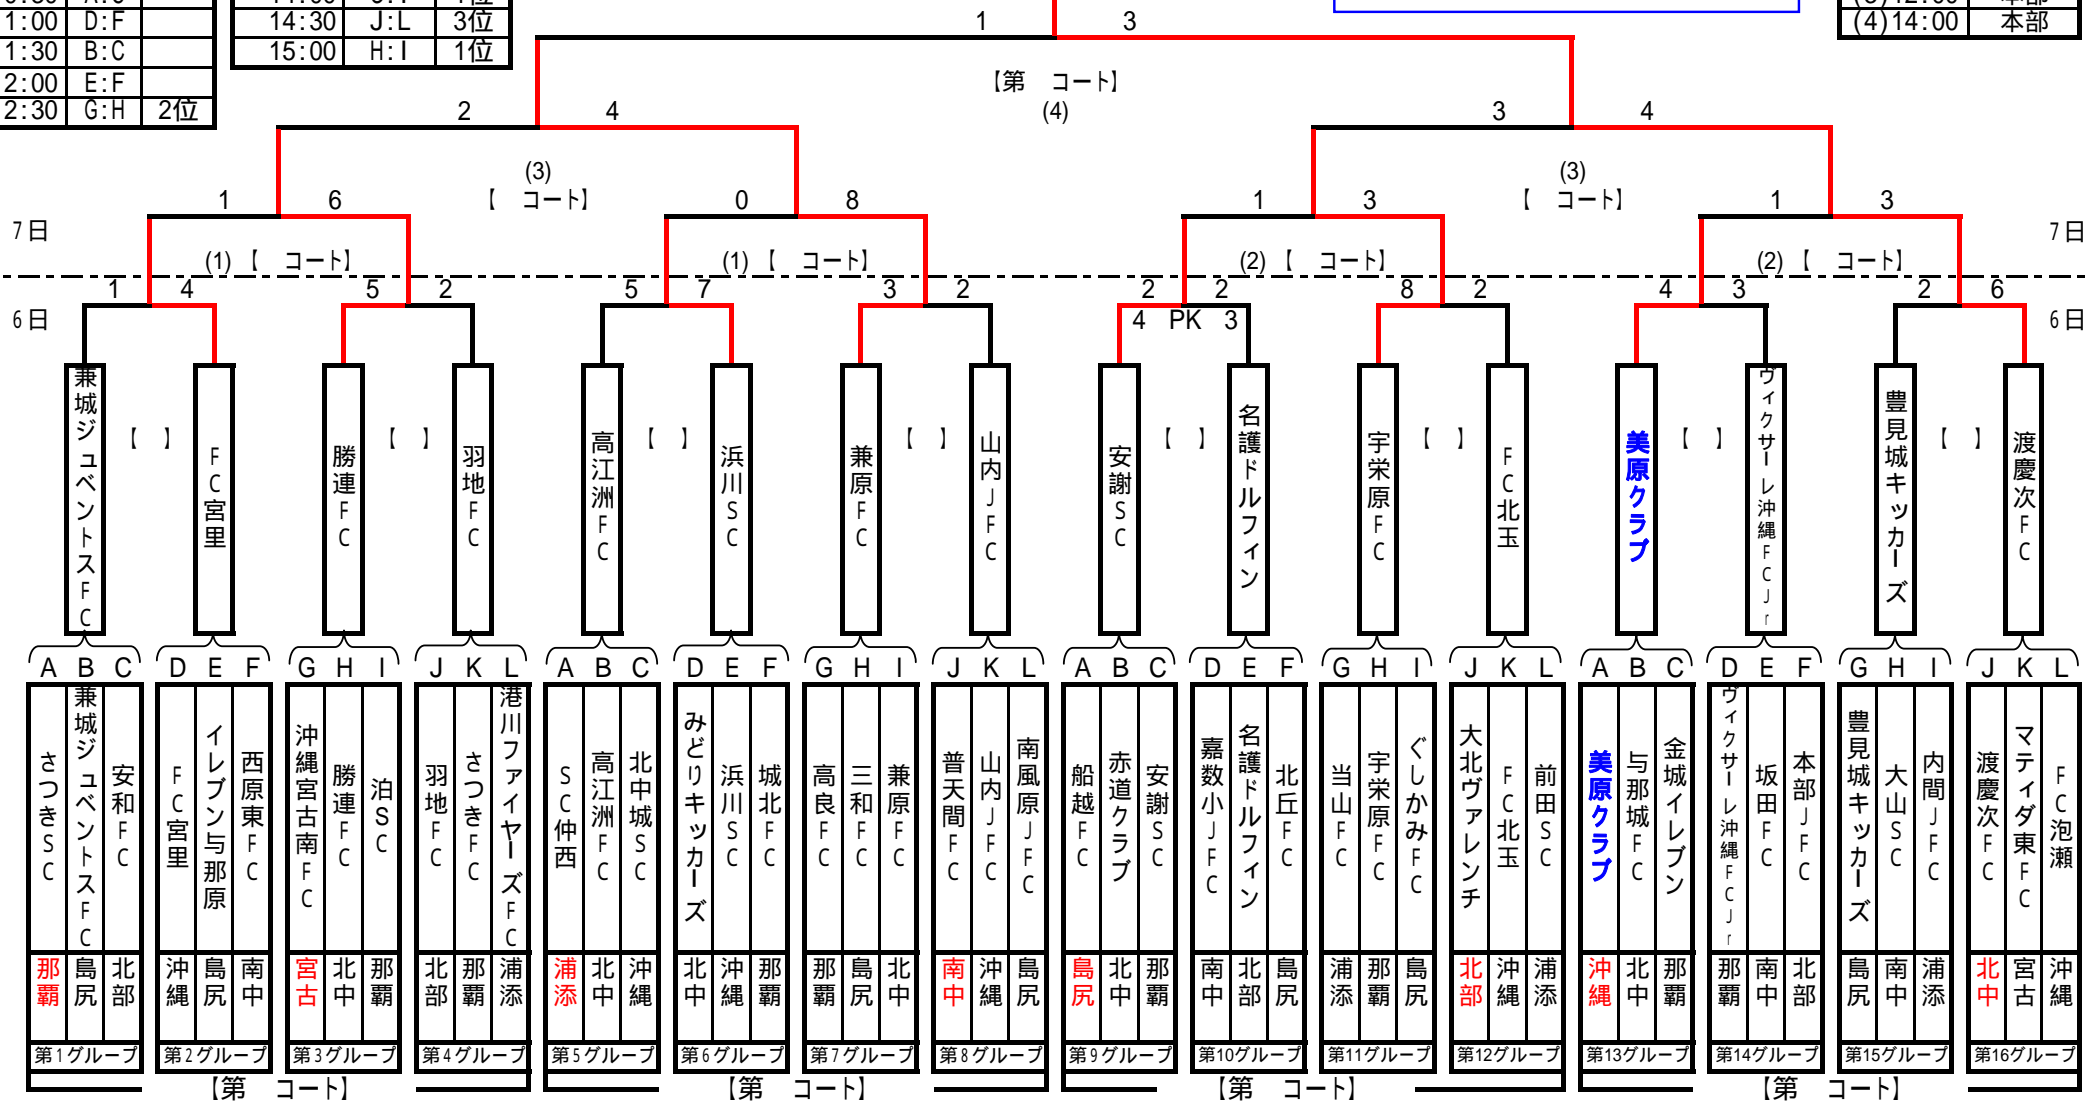 1:00 D:F
1:30 B:C
2:00 E:F
2:30 G:H 2位
14:30 J:L 3位
15:00 H:I 1位
(4)14:00 本部
1 3
【第 コート】
(4)
2 4
3 4
(3)
【 コート】
(3)
【 コート】
1 6
0 8
1 3
1 3
7日
7日
(1)【 コート】
(1)【 コート】
(2)【 コート】
(2)【 コート】
1 4
5 2
5 7
3 2
2 2
8 2
4 3
2 6
4 PK 3
6日
6日
兼城ジュベントスFC
【 】
FC宮里
勝連FC
【 】
羽地FC
高江洲FC
【 】
浜川SC
兼原FC
【 】
山内JFC
安謝SC
【 】
名護ドルフィン
宇栄原FC
【 】
FC北玉
美原クラブ
【 】
ヴィクサーレ沖縄FCJr
豊見城キッカーズ
【 】
渡慶次FC
A B C D E F G H I J K L A B C D E F G H I J K L A B C D E F G H I J K L A B C D E F G H I J K L
さつきSC
兼城ジュベントスFC
安和FC
FC宮里
イレブン与那原
西原東FC
沖縄宮古南FC
勝連FC
泊SC
羽地FC
さつきFC
港川ファイヤーズFC
SC仲西
高江洲FC
北中城SC
みどりキッカーズ
浜川SC
城北FC
高良FC
三和FC
兼原FC
普天間FC
山内JFC
南風原JFC
船越FC
赤道クラブ
安謝SC
嘉数小JFC
名護ドルフィン
北丘FC
当山FC
宇栄原FC
ぐしかみFC
大北ヴァレンチ
FC北玉
前田SC
美原クラブ
与那城FC
金城イレブン
ヴィクサーレ沖縄FCJr
坂田FC
本部JFC
豊見城キッカーズ
大山SC
内間JFC
渡慶次FC
マティダ東FC
FC泡瀬
那覇 島尻 北部 沖縄 島尻 南中 宮古 北中 那覇 北部 那覇 浦添 浦添 北中 沖縄 北中 沖縄 那覇 那覇 島尻 北中 南中 沖縄 島尻 島尻 北中 那覇 南中 北部 島尻 浦添 那覇 島尻 北部 沖縄 浦添 沖縄 北中 那覇 那覇 南中 北部 島尻 南中 浦添 北中 宮古 沖縄
第1グループ 第2グループ 第3グループ 第4グループ 第5グループ 第6グループ 第7グループ 第8グループ 第9グループ 第10グループ 第11グループ 第12グループ 第13グループ 第14グループ 第15グループ 第16グループ
【第 コート】 【第 コート】 【第 コート】 【第 コート】